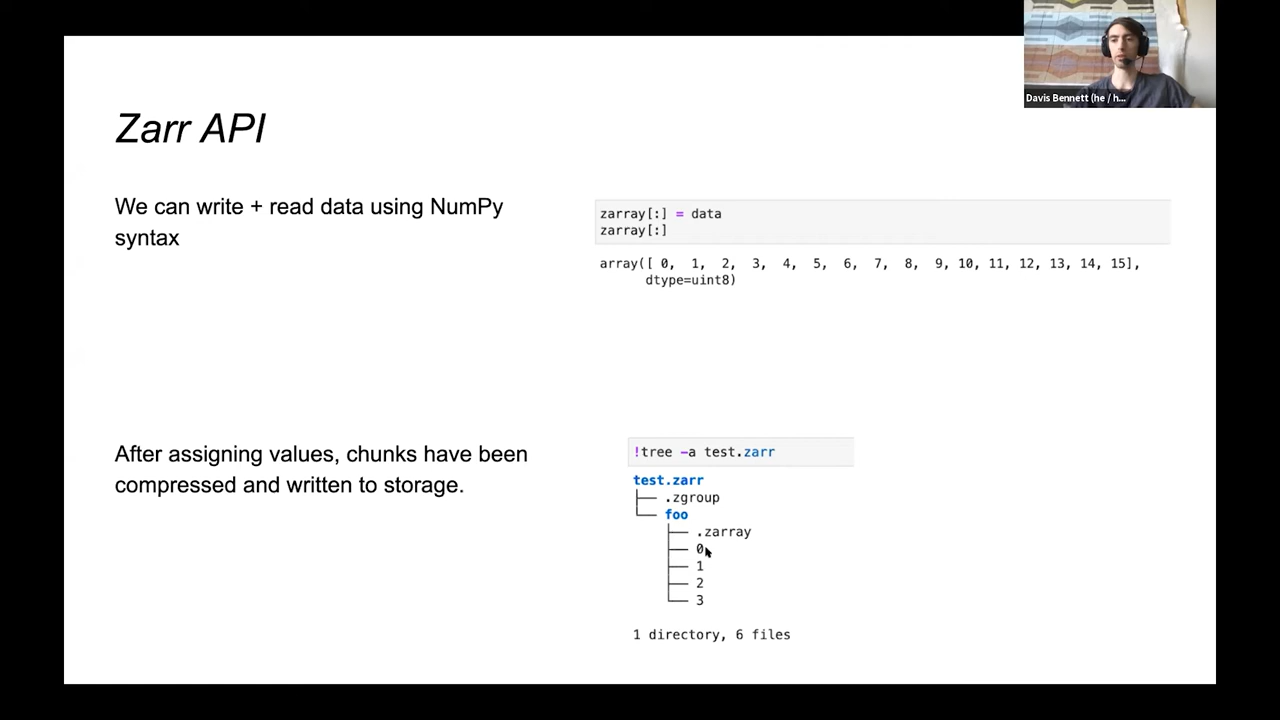 Davis Bennett (he / h...
Zarr API
We can write + read data using NumPy
syntax
zarray[:] = data
zarray[:]
array([ 0, 1, 2, 3, 4, 5, 6, 7, 8, 9, 10, 11, 12, 13, 14, 15],
dtype=uint8)
After assigning values, chunks have been
compressed and written to storage.
!tree -a test.zarr
test.zarr
├── .zgroup
└── foo
├── .zarray
├── 0
├── 1
├── 2
└── 3
1 directory, 6 files